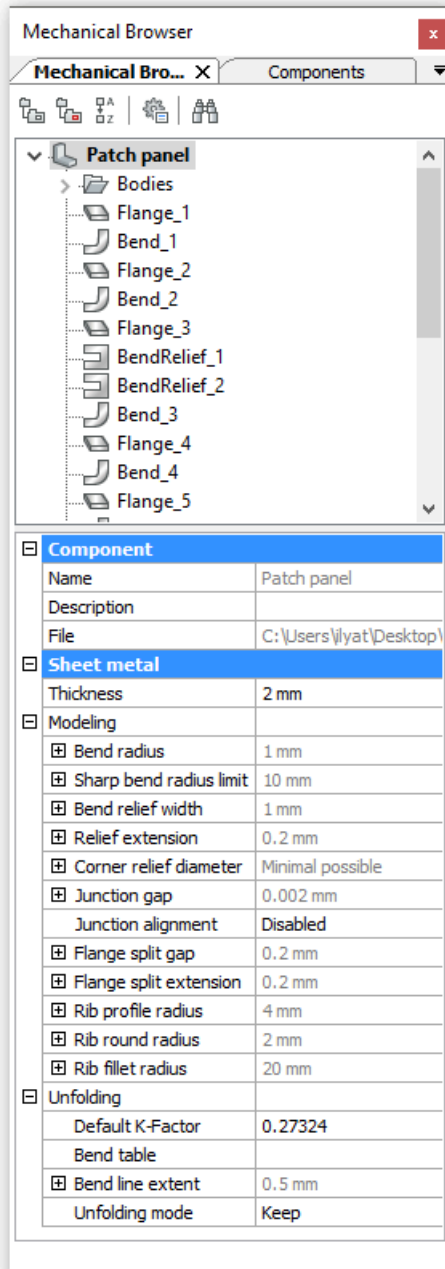 Mechanical Browser
x
Mechanical Bro... X Components
A Z
Patch panel
Bodies
Flange_1
Bend_1
Flange_2
Bend_2
Flange_3
BendRelief_1
BendRelief_2
Bend_3
Flange_4
Bend_4
Flange_5
Component
Name Patch panel
Description
File C:\Users\ilyat\Desktop\
Sheet metal
Thickness 2 mm
Modeling
Bend radius 1 mm
Sharp bend radius limit 10 mm
Bend relief width 1 mm
Relief extension 0.2 mm
Corner relief diameter Minimal possible
Junction gap 0.002 mm
Junction alignment Disabled
Flange split gap 0.2 mm
Flange split extension 0.2 mm
Rib profile radius 4 mm
Rib round radius 2 mm
Rib fillet radius 20 mm
Unfolding
Default K-Factor 0.27324
Bend table
Bend line extent 0.5 mm
Unfolding mode Keep